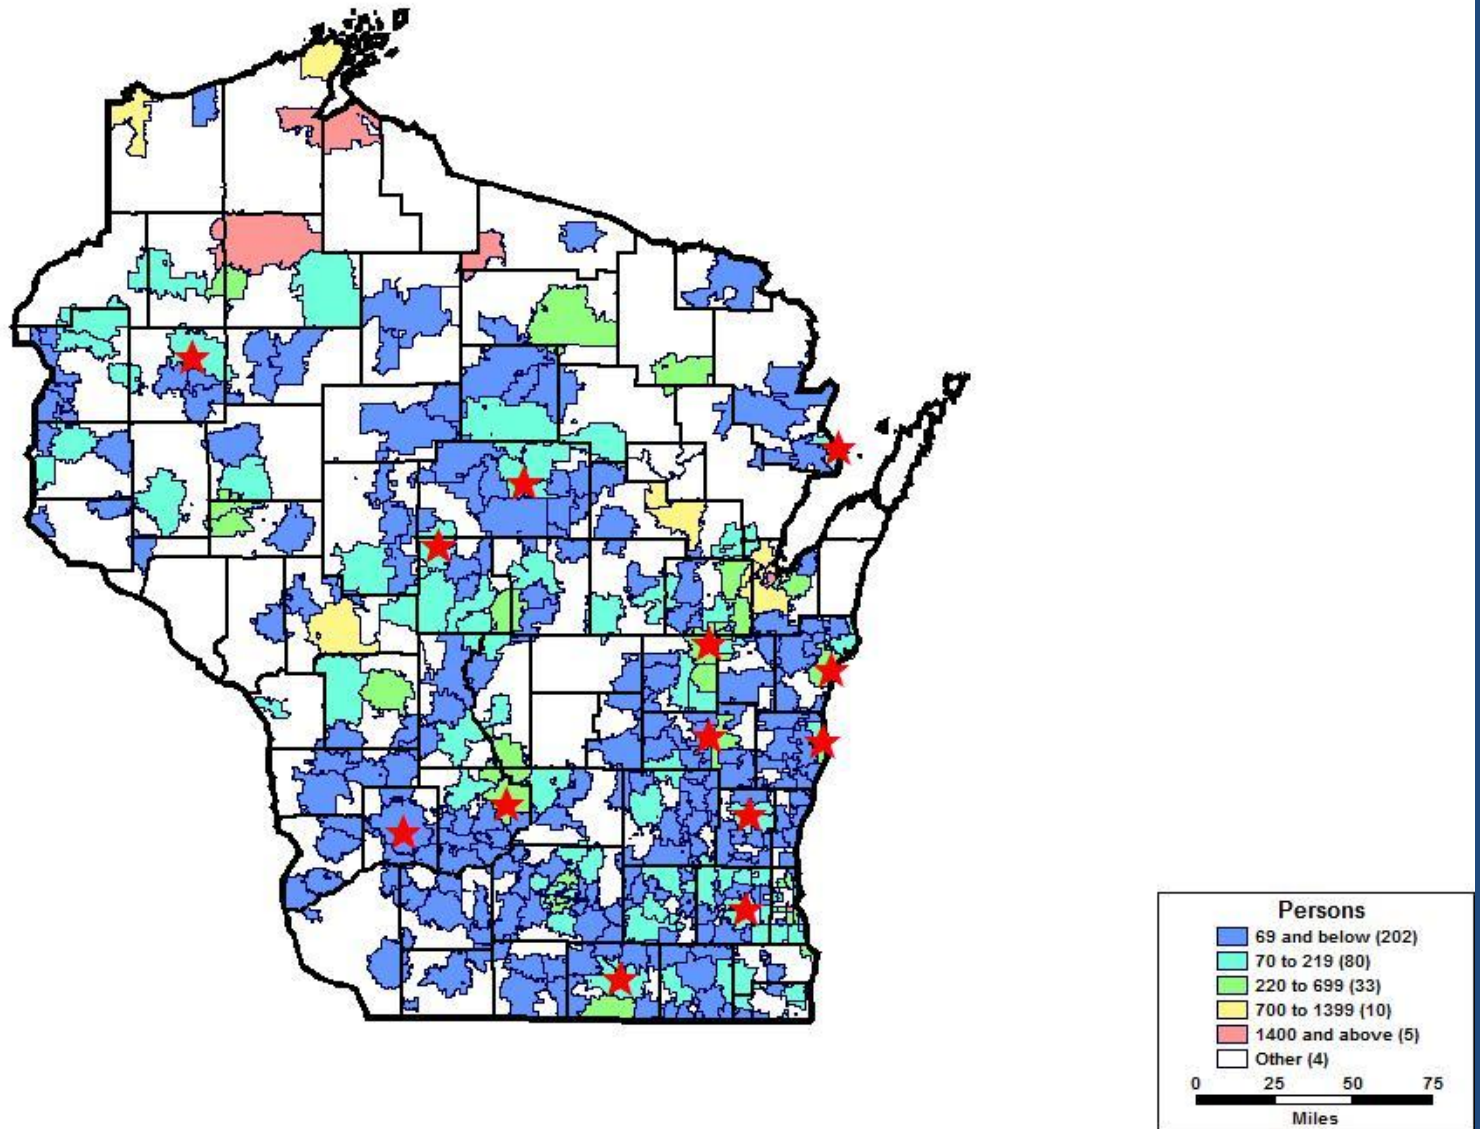 Persons
69 and below (202)
70 to 219 (80)
220 to 699 (33)
700 to 1399 (10)
1400 and above (5)
Other (4)
0 25 50 75
Miles